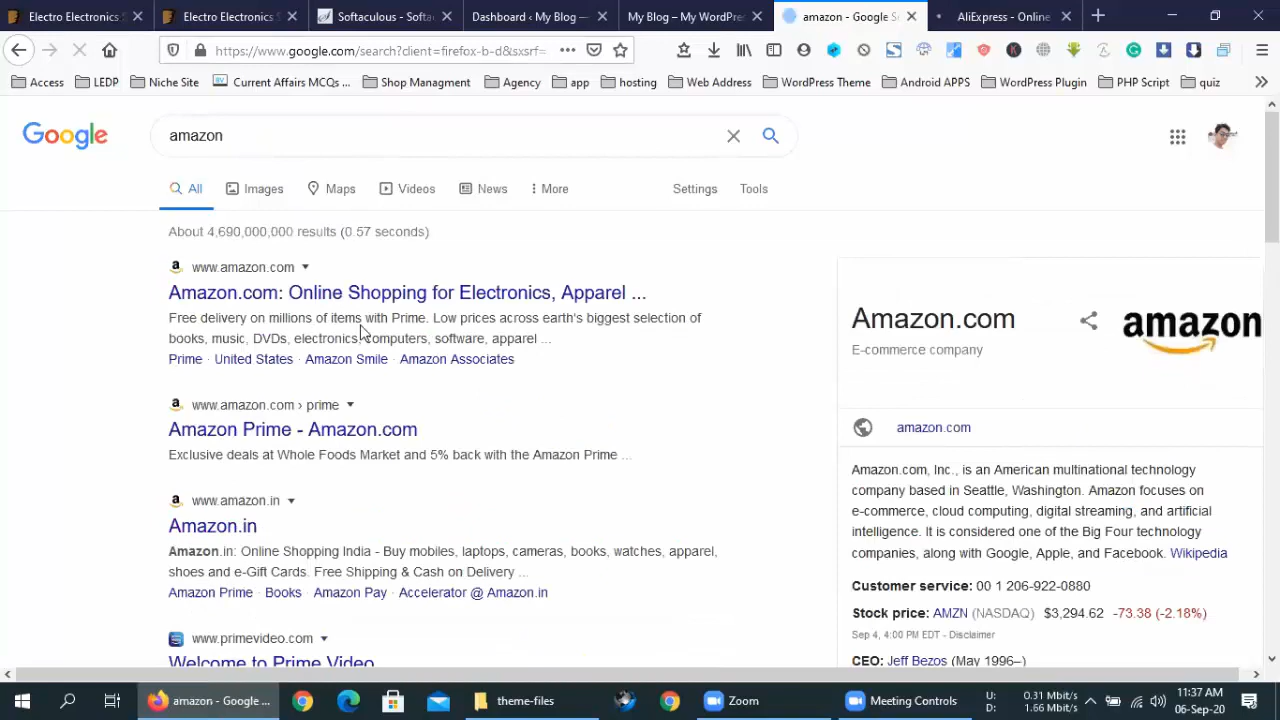 Electro Electronics S
Electro Electronics S
Softaculous - Softac
Dashboard ‹ My Blog —
My Blog – My WordPre
amazon - Google S
AliExpress - Online
https://www.google.com/search?client=firefox-b-d&sxsrf=
Access LEDP Niche Site Current Affairs MCQs ... Shop Managment Agency app hosting Web Address WordPress Theme Android APPS WordPress Plugin PHP Script quiz
Google
amazon
All Images Maps Videos News More Settings Tools
About 4,690,000,000 results (0.57 seconds)
www.amazon.com
Amazon.com: Online Shopping for Electronics, Apparel ...
Free delivery on millions of items with Prime. Low prices across earth's biggest selection of
books, music, DVDs, electronics, computers, software, apparel ...
Prime · United States · Amazon Smile · Amazon Associates
www.amazon.com › prime
Amazon Prime - Amazon.com
Exclusive deals at Whole Foods Market and 5% back with the Amazon Prime ...
www.amazon.in
Amazon.in
Amazon.in: Online Shopping India - Buy mobiles, laptops, cameras, books, watches, apparel,
shoes and e-Gift Cards. Free Shipping & Cash on Delivery ...
Amazon Prime · Books · Amazon Pay · Accelerator @ Amazon.in
www.primevideo.com
Welcome to Prime Video
Amazon.com
E-commerce company
amazon
amazon.com
Amazon.com, Inc., is an American multinational technology
company based in Seattle, Washington. Amazon focuses on
e-commerce, cloud computing, digital streaming, and artificial
intelligence. It is considered one of the Big Four technology
companies, along with Google, Apple, and Facebook. Wikipedia
Customer service: 00 1 206-922-0880
Stock price: AMZN (NASDAQ) $3,294.62 -73.38 (-2.18%)
Sep 4, 4:00 PM EDT - Disclaimer
CEO: Jeff Bezos (May 1996–)
amazon - Google ...
theme-files
Zoom
Meeting Controls
U: 0.31 Mbit/s
D: 1.66 Mbit/s
11:37 AM
06-Sep-20